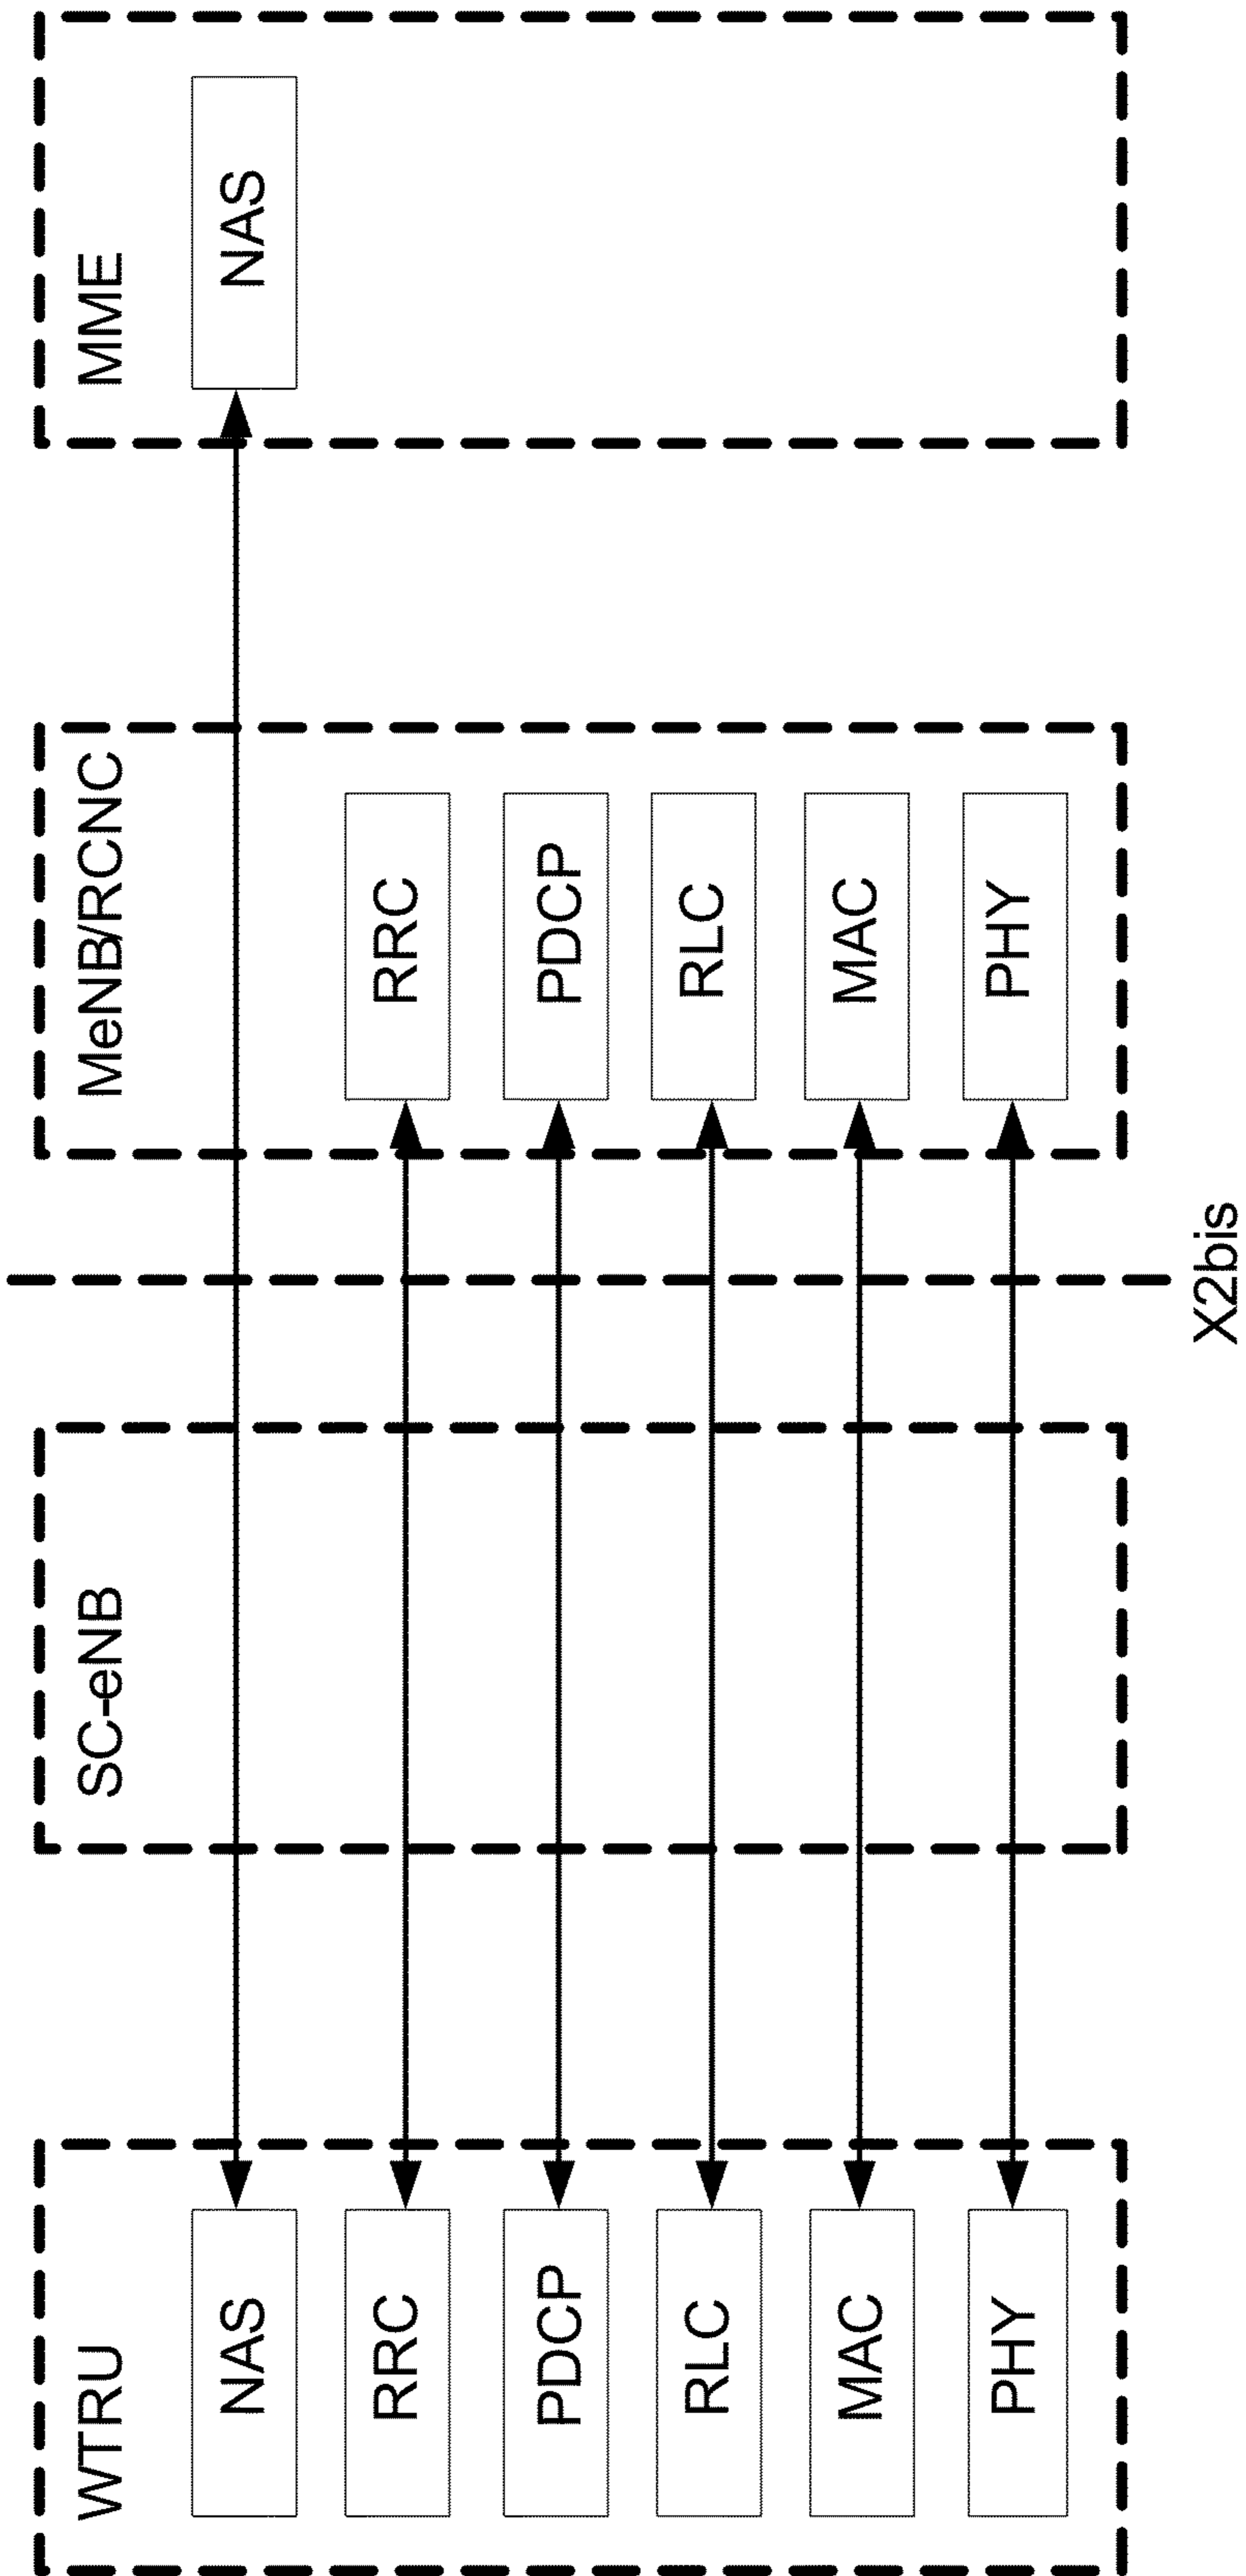 WTRU
NAS
RRC
PDCP
RLC
MAC
PHY
SC-eNB
X2bis
MeNB/RCNC
RRC
PDCP
RLC
MAC
PHY
MME
NAS